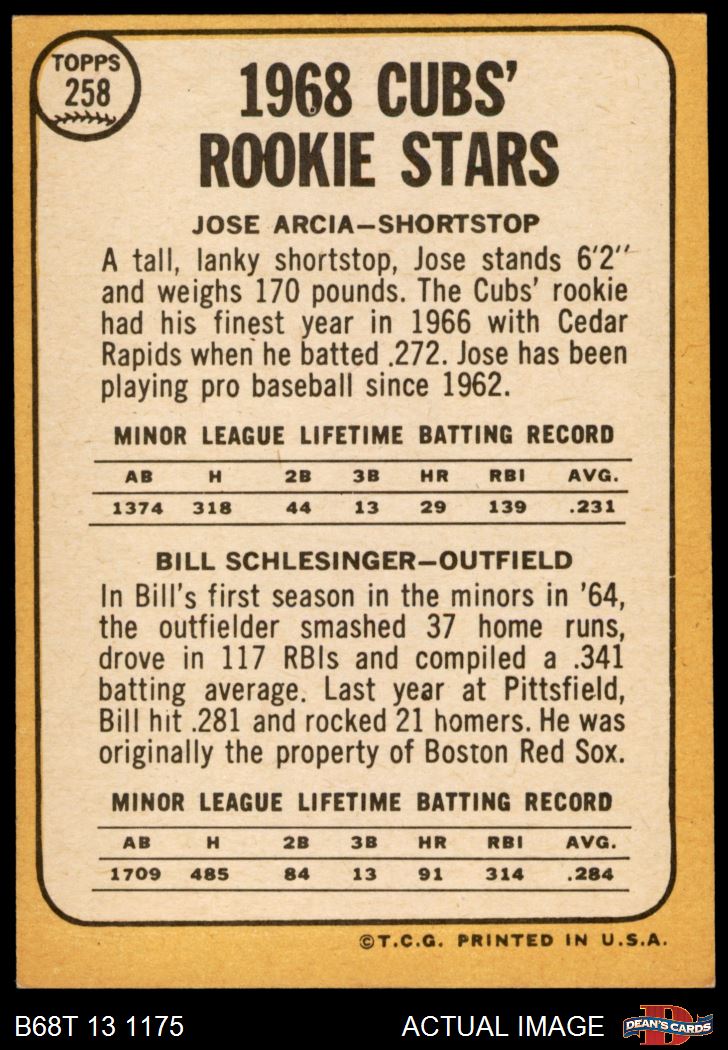 TOPPS
258
1968 CUBS'
ROOKIE STARS
JOSE ARCIA—SHORTSTOP
A tall, lanky shortstop, Jose stands 6'2''
and weighs 170 pounds. The Cubs' rookie
had his finest year in 1966 with Cedar
Rapids when he batted .272. Jose has been
playing pro baseball since 1962.
MINOR LEAGUE LIFETIME BATTING RECORD
AB H 2B 3B HR RBI AVG.
1374 318 44 13 29 139 .231
BILL SCHLESINGER—OUTFIELD
In Bill's first season in the minors in '64,
the outfielder smashed 37 home runs,
drove in 117 RBIs and compiled a .341
batting average. Last year at Pittsfield,
Bill hit .281 and rocked 21 homers. He was
originally the property of Boston Red Sox.
MINOR LEAGUE LIFETIME BATTING RECORD
AB H 2B 3B HR RBI AVG.
1709 485 84 13 91 314 .284
©T.C.G. PRINTED IN U.S.A.
B68T 13 1175 ACTUAL IMAGE D DEAN'S CARDS